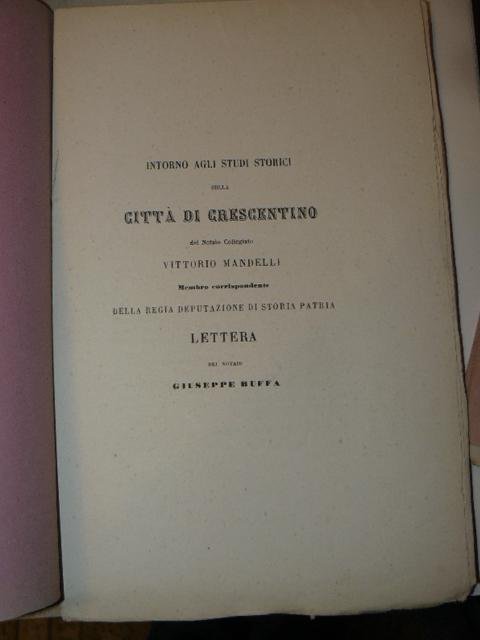 INTORNO AGLI STUDI STORICI
SULLA
CITTÀ DI CRESCENTINO
del Notaio Collegiato
VITTORIO MANDELLI
Membro corrispondente
DELLA REGIA DEPUTAZIONE DI STORIA PATRIA
LETTERA
DEL NOTAIO
GIUSEPPE BUFFA